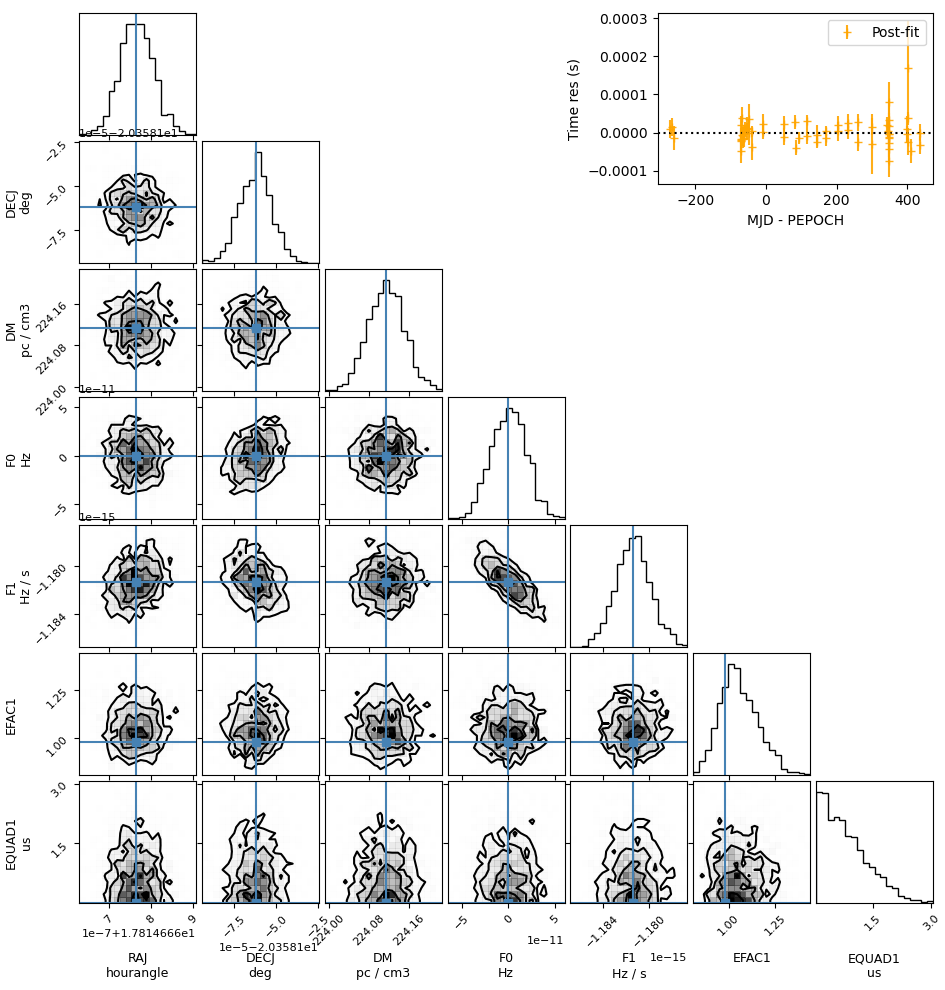 0.0003
0.0002
0.0001
0.0000
−0.0001
Time res (s)
Post-fit
−200
0
200
400
MJD - PEPOCH
1e−5−2.03581e1
−2.5
−5.0
−7.5
DECJ
deg
224.16
224.08
224.00
DM
pc / cm3
1e−11
5
0
−5
F0
Hz
1e−15
−1.180
−1.184
F1
Hz / s
1.25
1.00
EFAC1
3.0
1.5
EQUAD1
us
7
8
9
1e−7+1.7814666e1
RAJ
hourangle
−7.5
−5.0
−2.5
1e−5−2.03581e1
DECJ
deg
224.00
224.08
224.16
DM
pc / cm3
−5
0
5
1e−11
F0
Hz
−1.184
−1.180
1e−15
F1
Hz / s
1.00
1.25
EFAC1
1.5
3.0
EQUAD1
us